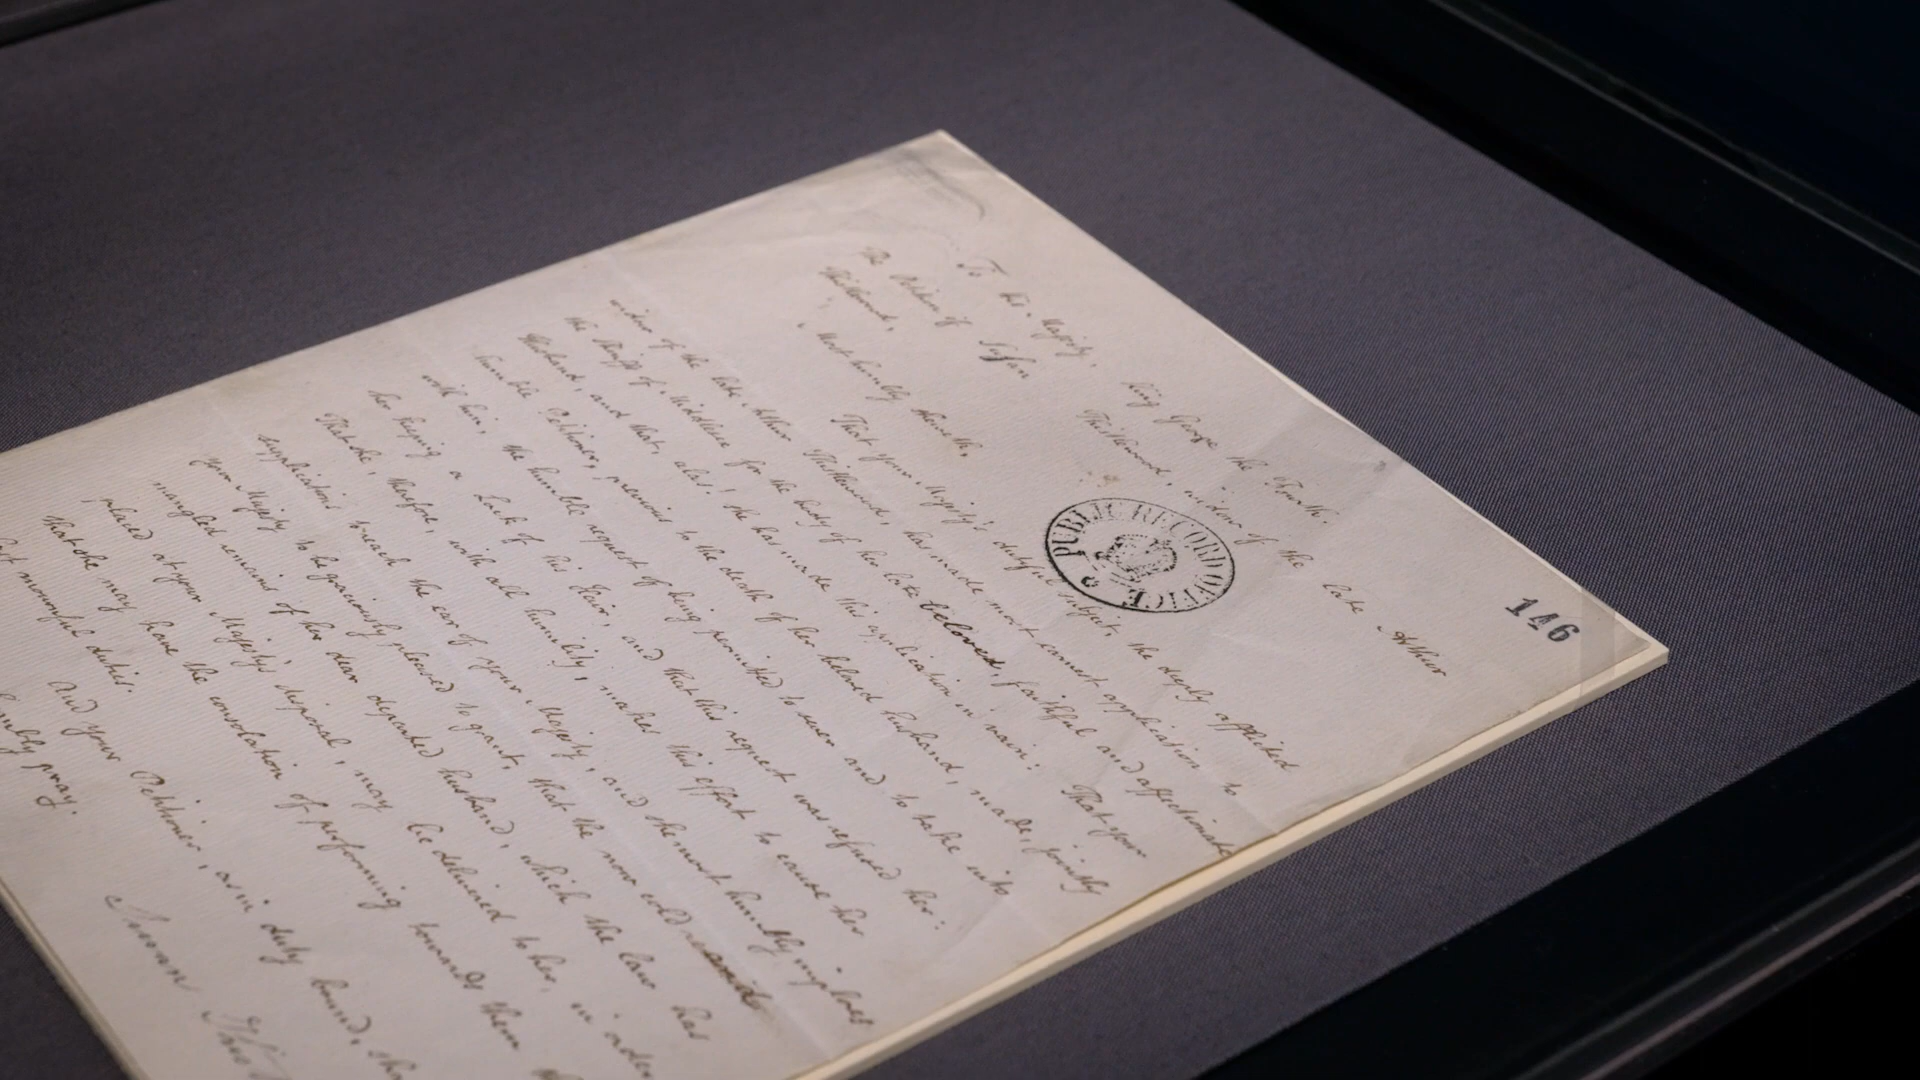 146
To his Majesty, King George the Fourth.
The Petition of Susan Thistlewood, widow of the late Arthur
Thistlewood,
PUBLIC RECORD OFFICE
Most humbly sheweth,
That your Majesty's dutiful subject, the deeply afflicted
widow of the late Arthur Thistlewood, has made most earnest application to
the Sheriffs of Middlesex for the body of her late beloved, faithful and affectionate
Husband, and that, alas! she has made this application in vain: That your
humble Petitioner, previous to the death of her beloved husband, made, jointly
with him, the humble request of being permitted to sever and to take into
her keeping a Lock of his Hair, and that this request was refused her:
That she, therefore, with all humility, makes this effort to cause her
supplications to reach the ear of your Majesty, and she most humbly implores
your Majesty to be graciously pleased to grant, that the now cold and
mangled remains of her dear departed husband, which the law has
placed at your Majesty's disposal, may be delivered to her, in order
that she may have the consolation of performing towards them
mournful duties.
And your Petitioner, as in duty bound,
humbly pray.
Susan